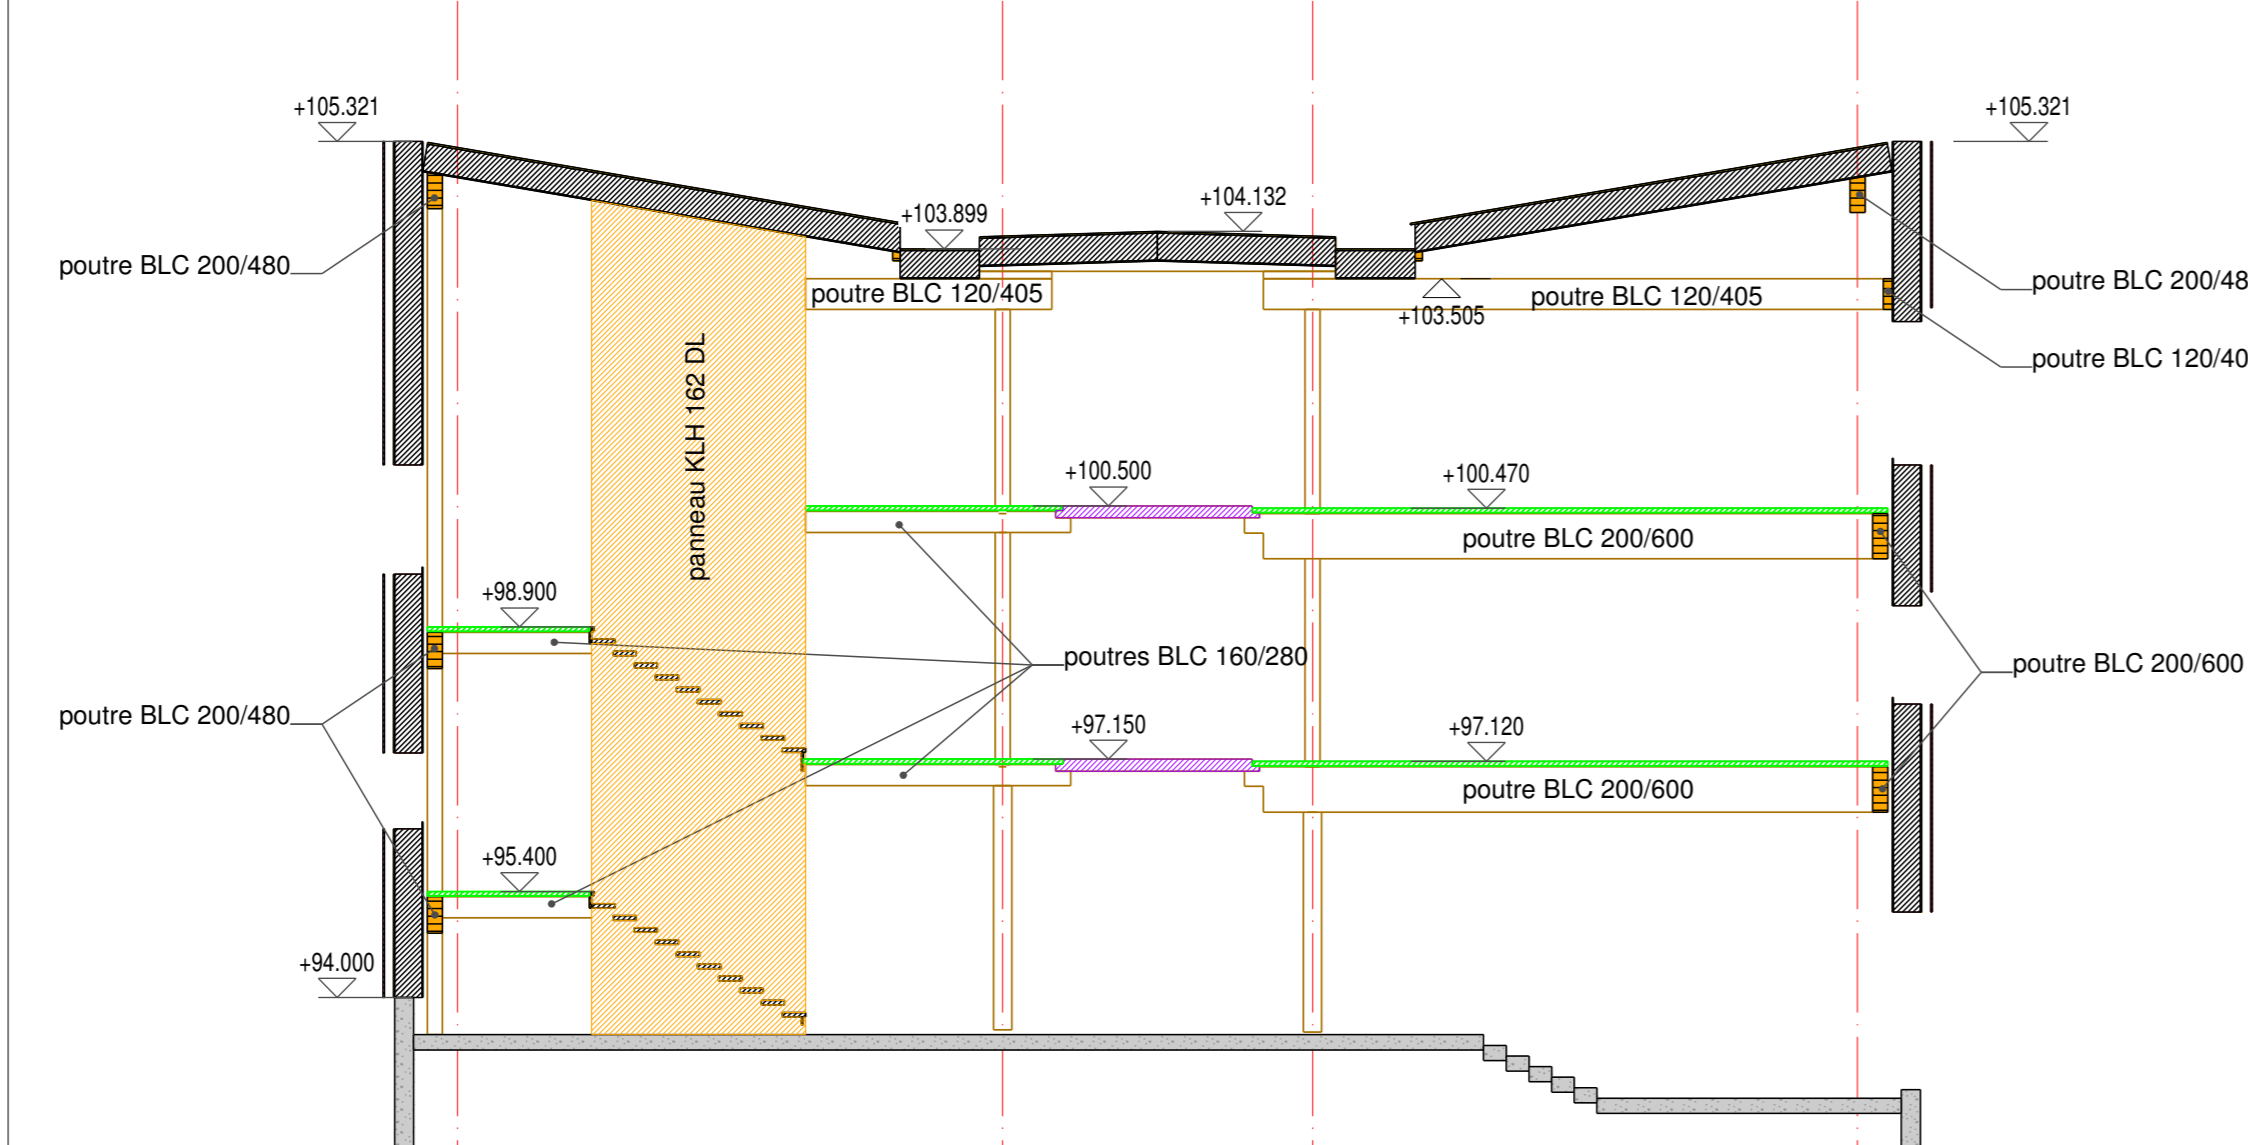 +105.321
+105.321
+104.132
+103.899
poutre BLC 200/480
poutre BLC 200/48
poutre BLC 120/405
poutre BLC 120/405
+103.505
poutre BLC 120/40
panneau KLH 162 DL
+100.500
+100.470
poutre BLC 200/600
+98.900
poutres BLC 160/280
poutre BLC 200/600
poutre BLC 200/480
+97.150
+97.120
poutre BLC 200/600
+95.400
+94.000